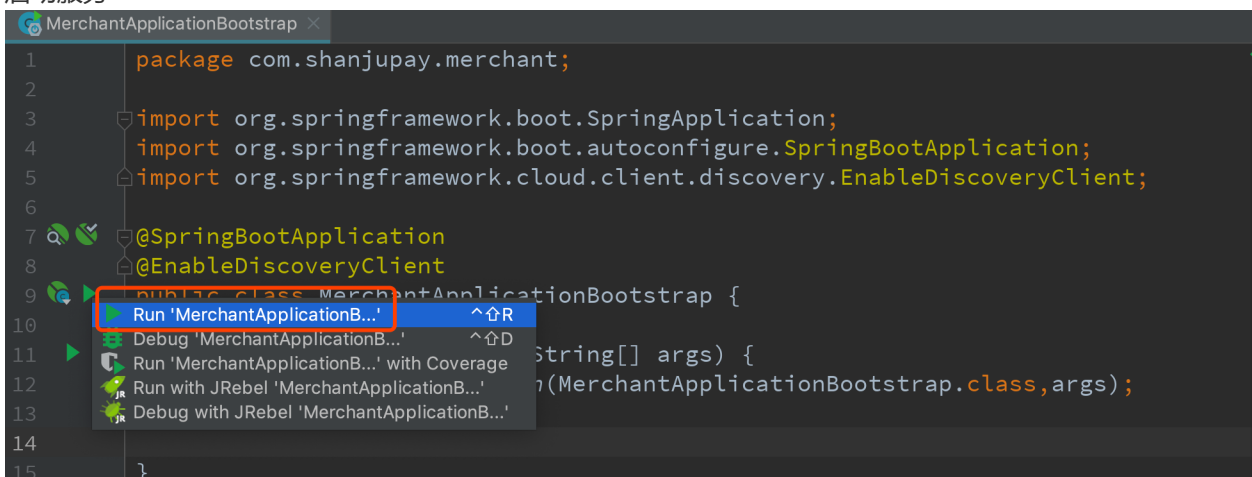 MerchantApplicationBootstrap ×
1 package com.shanjupay.merchant;
2
3 import org.springframework.boot.SpringApplication;
4 import org.springframework.boot.autoconfigure.SpringBootApplication;
5 import org.springframework.cloud.client.discovery.EnableDiscoveryClient;
6
7 @SpringBootApplication
8 @EnableDiscoveryClient
9 public class MerchantApplicationBootstrap {
Run 'MerchantApplicationB...' ^⇧R
10
Debug 'MerchantApplicationB...' ^⇧D
11 String[] args) {
Run 'MerchantApplicationB...' with Coverage
12 (MerchantApplicationBootstrap.class,args);
Run with JRebel 'MerchantApplicationB...'
13
Debug with JRebel 'MerchantApplicationB...'
14
15 }